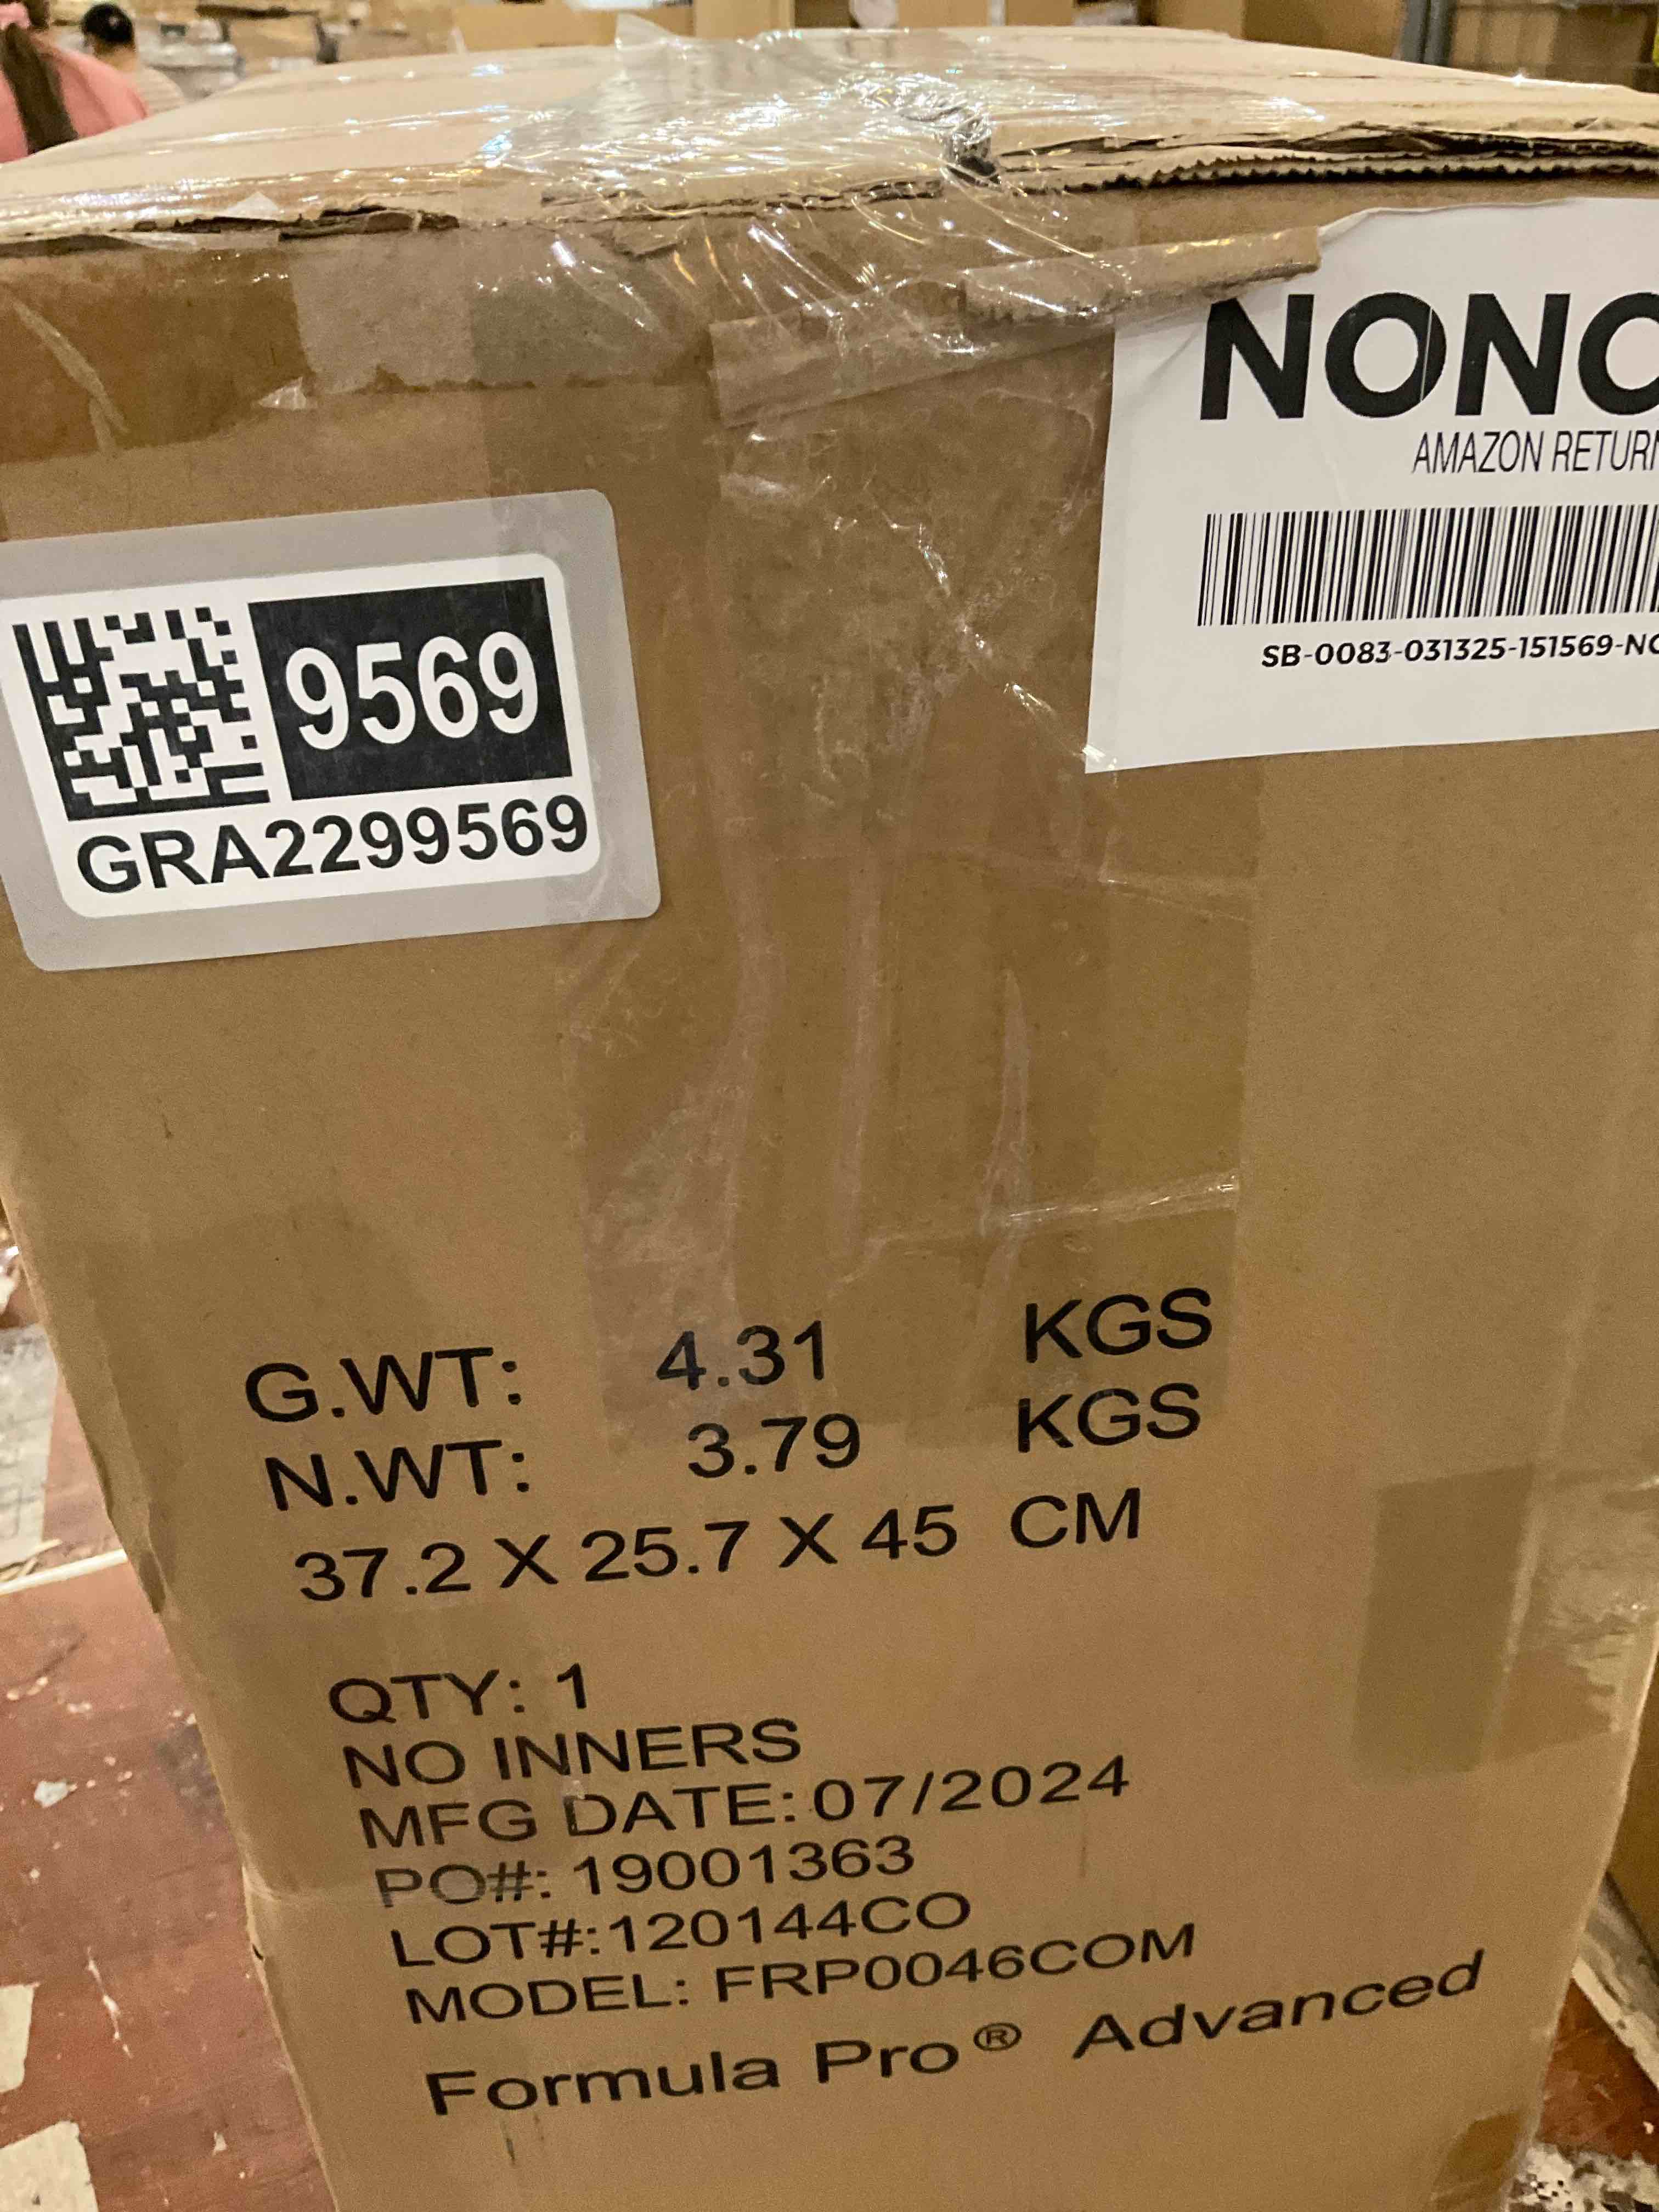 NONO
AMAZON RETURN
SB-0083-031325-151569-NO
9569
GRA2299569
G.WT: 4.31 KGS
N.WT: 3.79 KGS
37.2 X 25.7 X 45 CM
QTY: 1
NO INNERS
MFG DATE: 07/2024
PO#: 19001363
LOT#:120144CO
MODEL: FRP0046COM
Formula Pro® Advanced